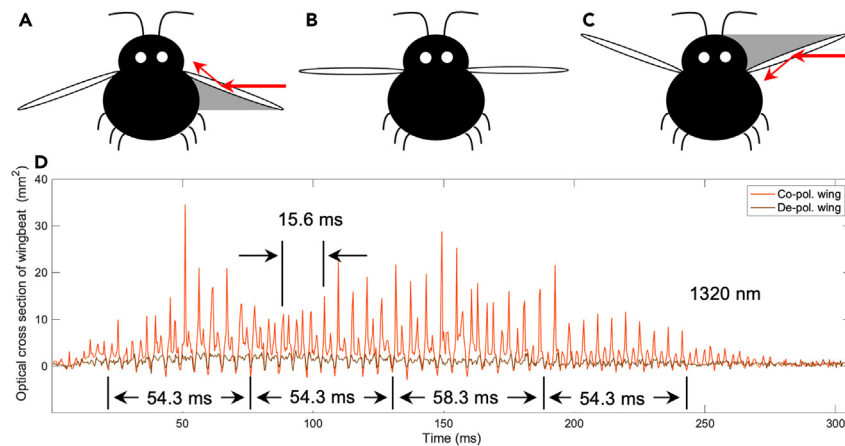 A
B
C
D
Optical cross section of wingbeat (mm²)
40
30
20
10
0
15.6 ms
Co-pol. wing
De-pol. wing
1320 nm
54.3 ms
54.3 ms
58.3 ms
54.3 ms
50
100
150
200
250
300
Time (ms)